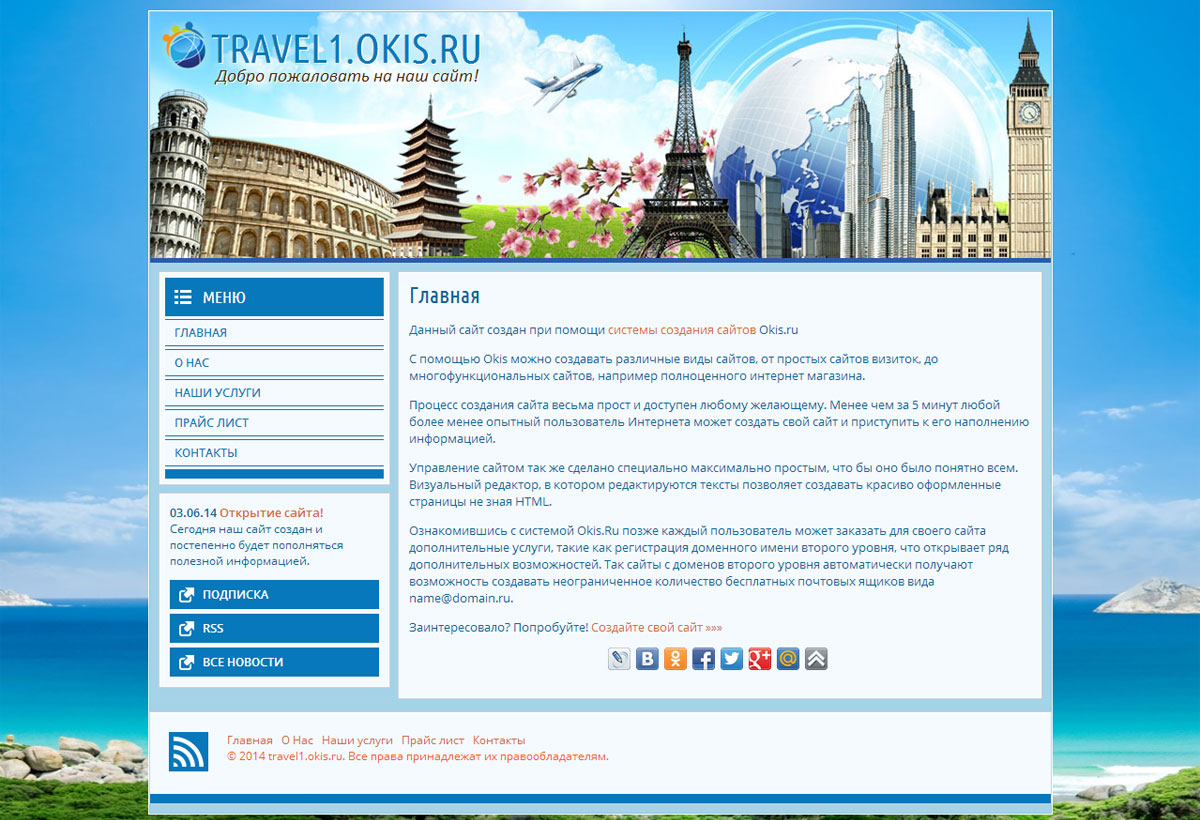 TRAVEL1.OKIS.RU
Добро пожаловать на наш сайт!
МЕНЮ
ГЛАВНАЯ
О НАС
НАШИ УСЛУГИ
ПРАЙС ЛИСТ
КОНТАКТЫ
03.06.14 Открытие сайта!
Сегодня наш сайт создан и
постепенно будет пополняться
полезной информацией.
ПОДПИСКА
RSS
ВСЕ НОВОСТИ
Главная
Данный сайт создан при помощи системы создания сайтов Okis.ru
С помощью Okis можно создавать различные виды сайтов, от простых сайтов визиток, до
многофункциональных сайтов, например полноценного интернет магазина.
Процесс создания сайта весьма прост и доступен любому желающему. Менее чем за 5 минут любой
более менее опытный пользователь Интернета может создать свой сайт и приступить к его наполнению
информацией.
Управление сайтом так же сделано специально максимально простым, что бы оно было понятно всем.
Визуальный редактор, в котором редактируются тексты позволяет создавать красиво оформленные
страницы не зная HTML.
Ознакомившись с системой Okis.Ru позже каждый пользователь может заказать для своего сайта
дополнительные услуги, такие как регистрация доменного имени второго уровня, что открывает ряд
дополнительных возможностей. Так сайты с доменов второго уровня автоматически получают
возможность создавать неограниченное количество бесплатных почтовых ящиков вида
name@domain.ru.
Заинтересовало? Попробуйте! Создайте свой сайт »»»
Главная О Нас Наши услуги Прайс лист Контакты
© 2014 travel1.okis.ru. Все права принадлежат их правообладателям.